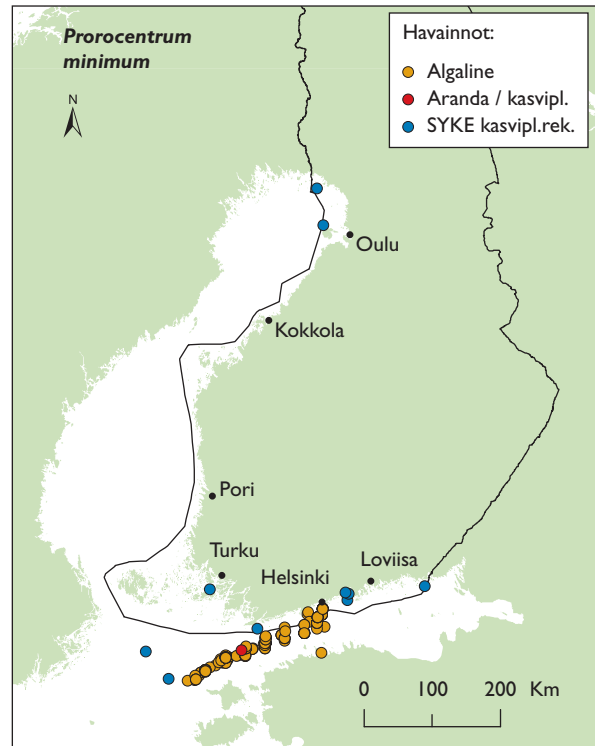 Prorocentrum
minimum
N
Havainnot:
Algaline
Aranda / kasvipl.
SYKE kasvipl.rek.
Oulu
Kokkola
Pori
Turku
Helsinki
Loviisa
0 100 200 Km